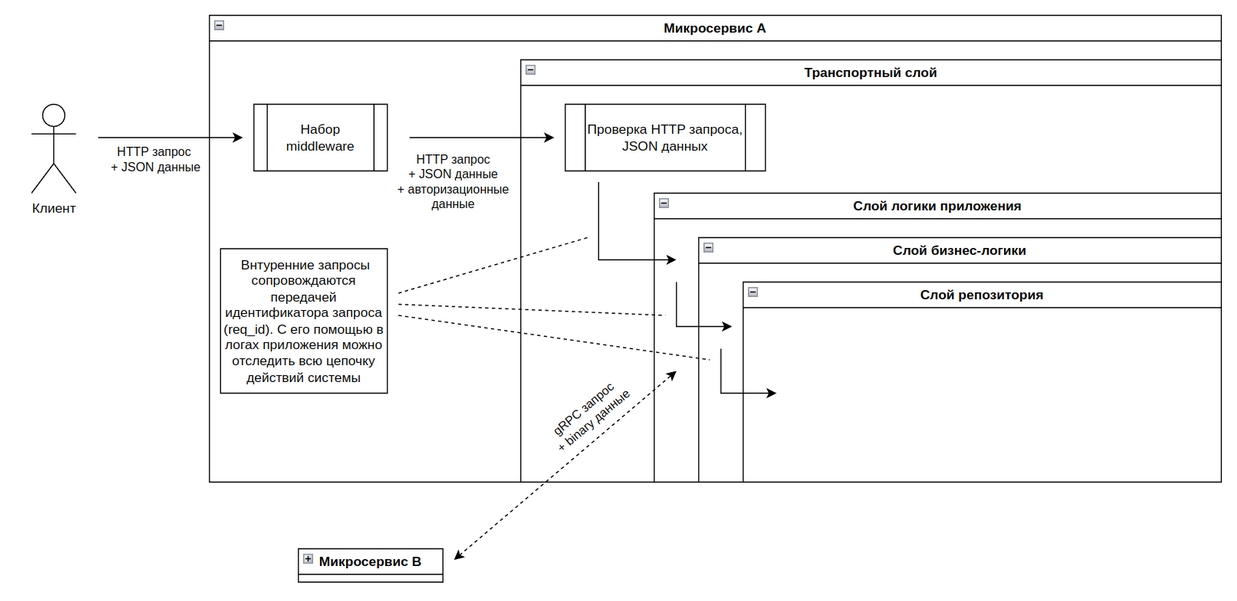 Микросервис A
Транспортный слой
Набор
middleware
Проверка HTTP запроса,
JSON данных
HTTP запрос
+ JSON данные
HTTP запрос
+ JSON данные
+ авторизационные
данные
Клиент
Слой логики приложения
Слой бизнес-логики
Слой репозитория
Внтуренние запросы
сопровождаются
передачей
идентификатора запроса
(req_id). С его помощью в
логах приложения можно
отследить всю цепочку
действий системы
gRPC запрос
+ binary данные
Микросервис B